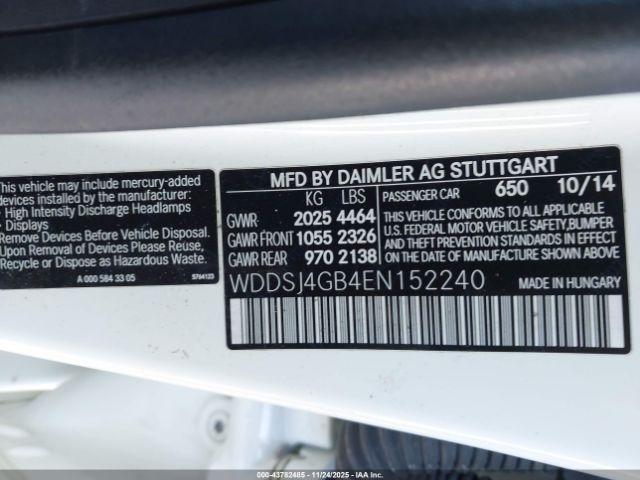 This vehicle may include mercury-added
devices installed by the manufacturer:
- High Intensity Discharge Headlamps
- Displays
Remove Devices Before Vehicle Disposal.
Upon Removal of Devices Please Reuse,
Recycle or Dispose as Hazardous Waste.
A 000 584 33 05
S764123
MFD BY DAIMLER AG STUTTGART
KG LBS
GVWR 2025 4464
GAWR FRONT 1055 2326
GAWR REAR 970 2138
PASSENGER CAR 650 10/14
THIS VEHICLE CONFORMS TO ALL APPLICABLE
U.S. FEDERAL MOTOR VEHICLE SAFETY,BUMPER
AND THEFT PREVENTION STANDARDS IN EFFECT
ON THE DATE OF MANUFACTURE SHOWN ABOVE.
WDDSJ4GB4EN152240
MADE IN HUNGARY
000-43782485 - 11/24/2025 - IAA Inc.